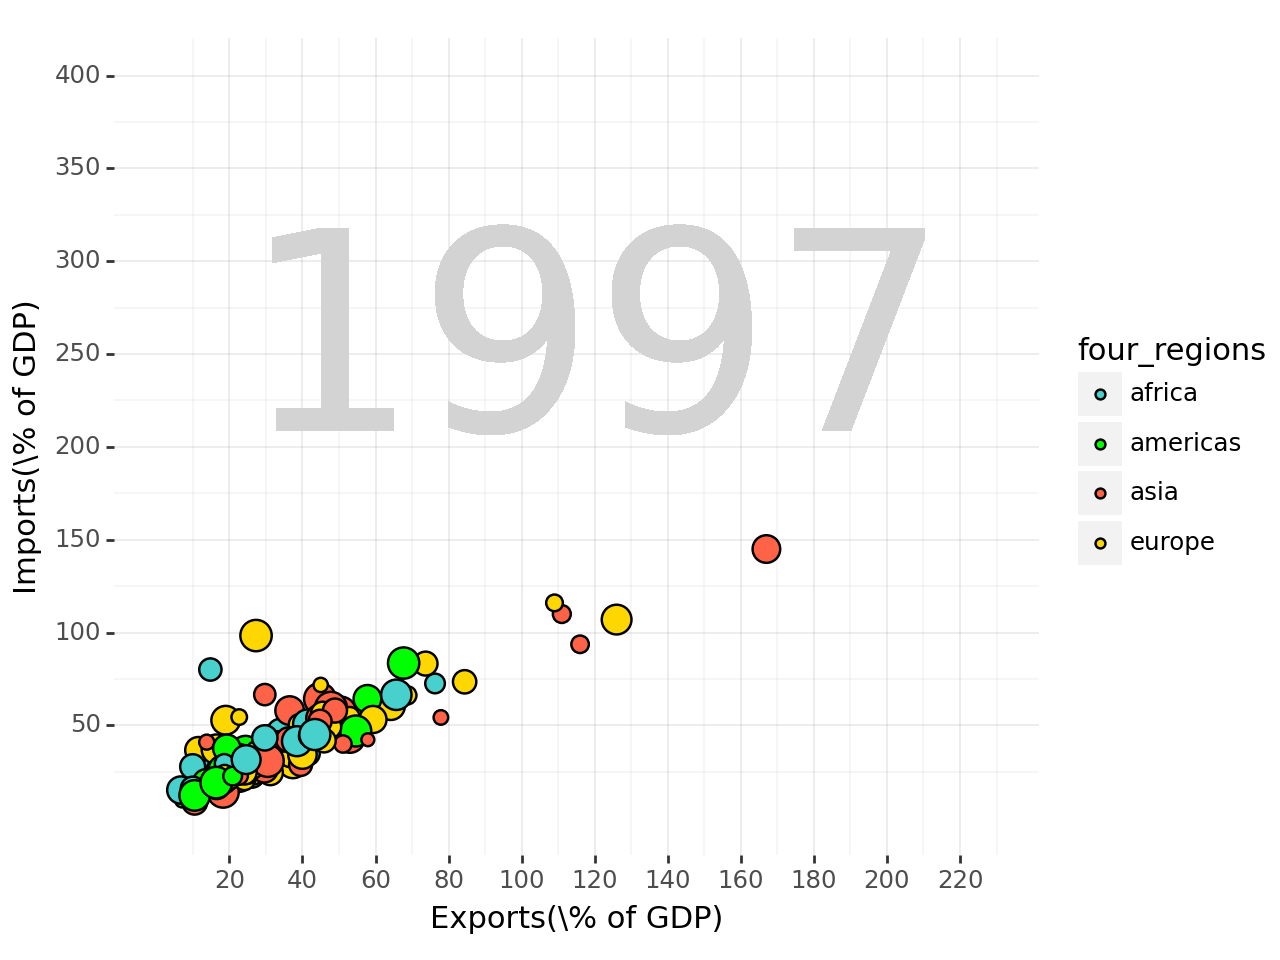 1997
400
350
300
250
200
150
100
50
Imports(\% of GDP)
20 40 60 80 100 120 140 160 180 200 220
Exports(\% of GDP)
four_regions
africa
americas
asia
europe